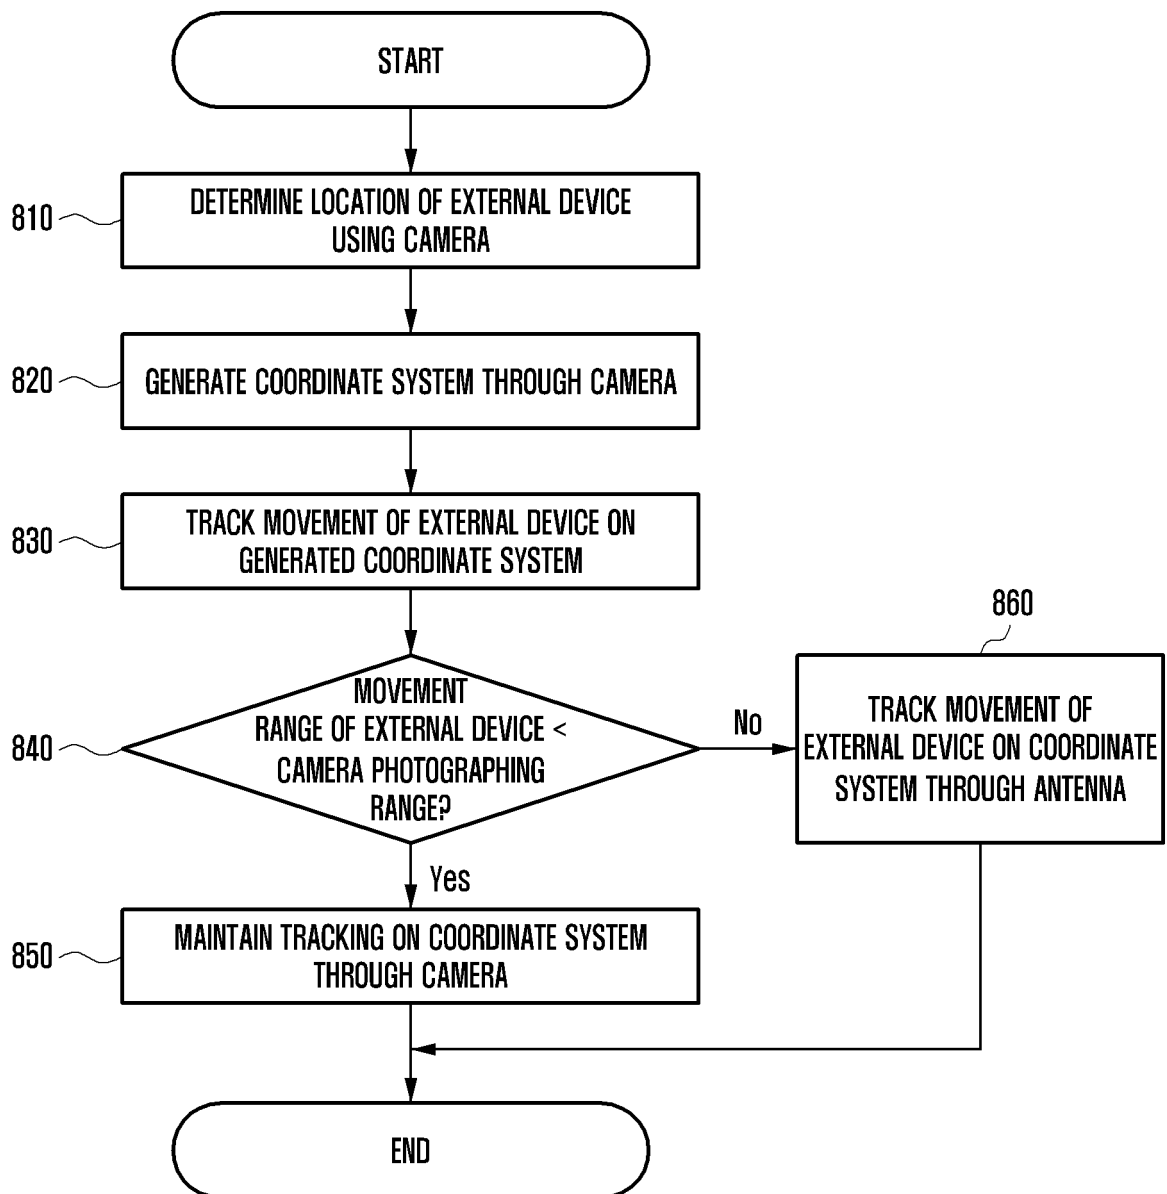 START
810
DETERMINE LOCATION OF EXTERNAL DEVICE
USING CAMERA
820
GENERATE COORDINATE SYSTEM THROUGH CAMERA
830
TRACK MOVEMENT OF EXTERNAL DEVICE ON
GENERATED COORDINATE SYSTEM
840
MOVEMENT
RANGE OF EXTERNAL DEVICE <
CAMERA PHOTOGRAPHING
RANGE?
No
860
TRACK MOVEMENT OF
EXTERNAL DEVICE ON COORDINATE
SYSTEM THROUGH ANTENNA
Yes
850
MAINTAIN TRACKING ON COORDINATE SYSTEM
THROUGH CAMERA
END